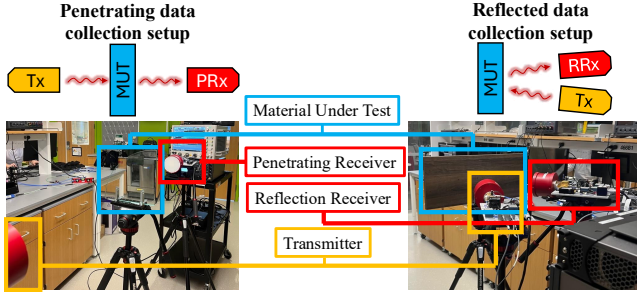 Penetrating data
collection setup
Tx
MUT
PRx
Reflected data
collection setup
MUT
RRx
Tx
Material Under Test
Penetrating Receiver
Reflection Receiver
Transmitter